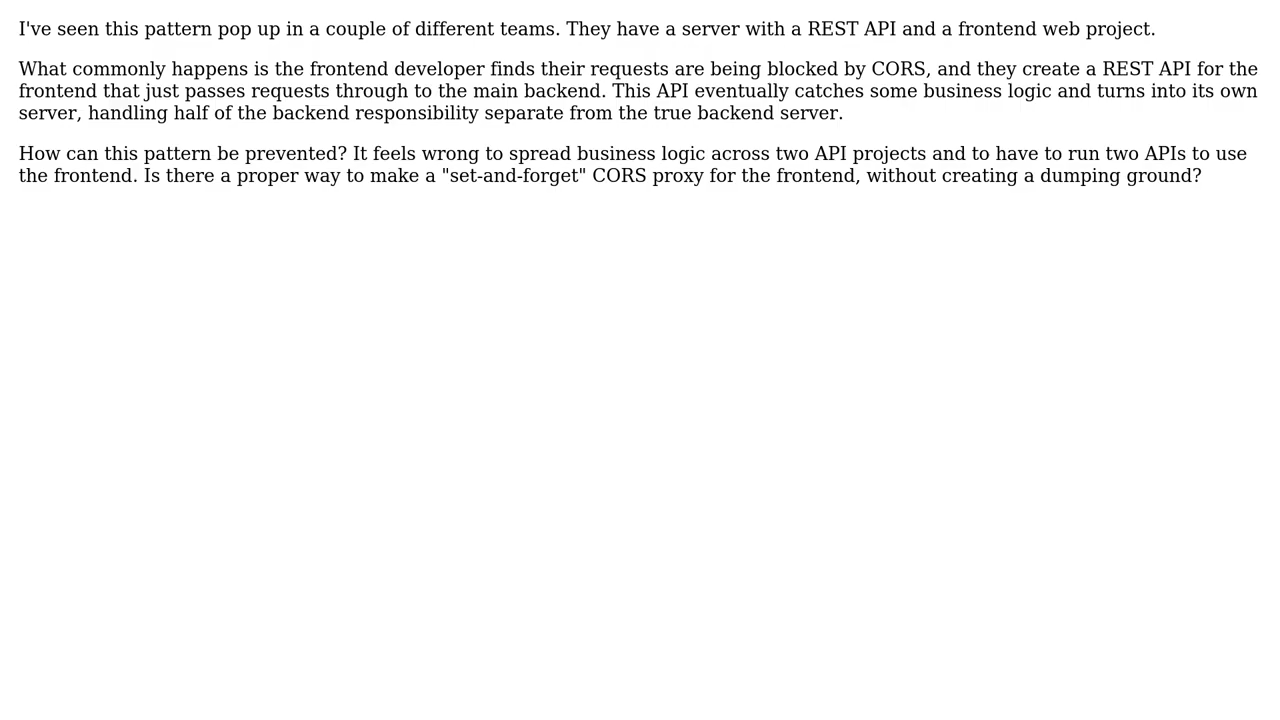 I've seen this pattern pop up in a couple of different teams. They have a server with a REST API and a frontend web project.
What commonly happens is the frontend developer finds their requests are being blocked by CORS, and they create a REST API for the
frontend that just passes requests through to the main backend. This API eventually catches some business logic and turns into its own
server, handling half of the backend responsibility separate from the true backend server.
How can this pattern be prevented? It feels wrong to spread business logic across two API projects and to have to run two APIs to use
the frontend. Is there a proper way to make a "set-and-forget" CORS proxy for the frontend, without creating a dumping ground?